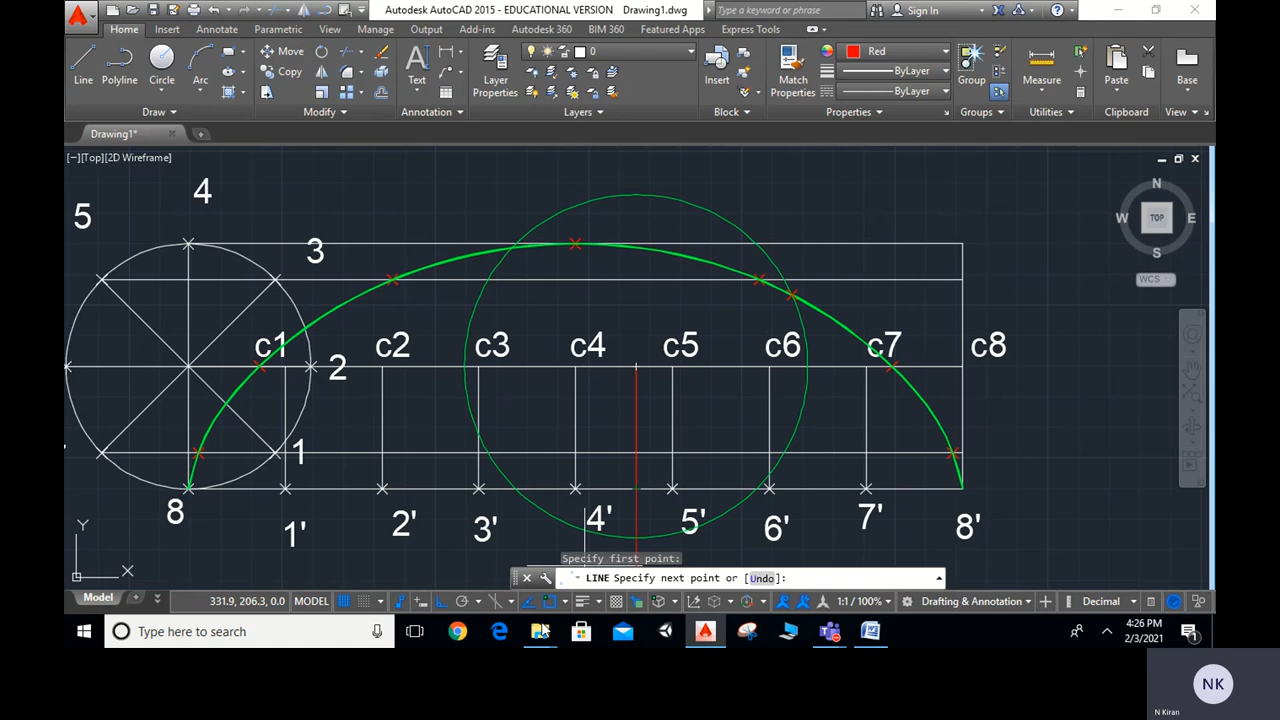 Autodesk AutoCAD 2015 - EDUCATIONAL VERSION Drawing1.dwg
Type a keyword or phrase
Sign In
Home Insert Annotate Parametric View Manage Output Add-ins Autodesk 360 BIM 360 Featured Apps Express Tools
Line Polyline Circle Arc
Move
Copy
Text
Layer Properties
0
Insert
Match Properties
Red
ByLayer
ByLayer
Group
Measure
Paste
Base
Draw Modify Annotation Layers Block Properties Groups Utilities Clipboard View
Drawing1*
[−][Top][2D Wireframe]
N
W TOP E
S
WCS
4
5
3
c1 c2 c3 c4 c5 c6 c7 c8
2
1
8 1' 2' 3' 4' 5' 6' 7' 8'
Y
X
Specify first point:
LINE Specify next point or [Undo]:
Model
331.9, 206.3, 0.0 MODEL
1:1 / 100%
Drafting & Annotation
Decimal
Type here to search
4:26 PM
2/3/2021
1
NK
N Kiran